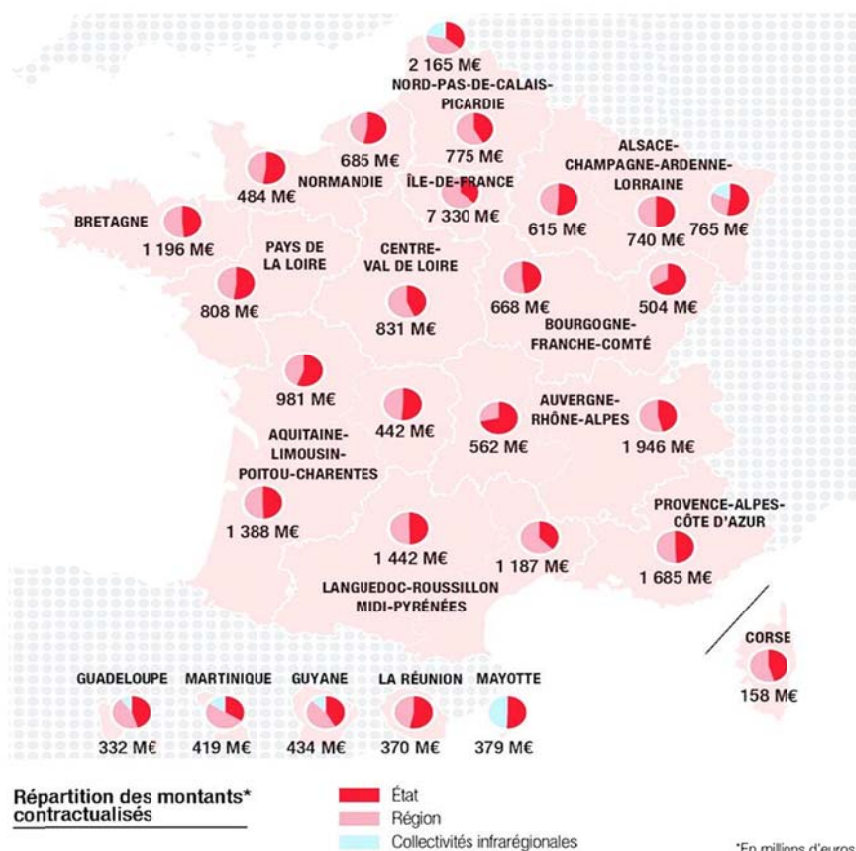 2 165 M€
NORD-PAS-DE-CALAIS-
PICARDIE
685 M€
775 M€
ALSACE-
CHAMPAGNE-ARDENNE-
LORRAINE
484 M€
NORMANDIE
ÎLE-DE-FRANCE
7 330 M€
615 M€
740 M€
765 M€
BRETAGNE
1 196 M€
PAYS DE
LA LOIRE
CENTRE-
VAL DE LOIRE
808 M€
831 M€
668 M€
504 M€
BOURGOGNE-
FRANCHE-COMTÉ
981 M€
442 M€
562 M€
AUVERGNE-
RHÔNE-ALPES
1 946 M€
AQUITAINE-
LIMOUSIN-
POITOU-CHARENTES
1 388 M€
1 442 M€
1 187 M€
LANGUEDOC-ROUSSILLON
MIDI-PYRÉNÉES
PROVENCE-ALPES-
CÔTE D'AZUR
1 685 M€
CORSE
158 M€
GUADELOUPE
332 M€
MARTINIQUE
419 M€
GUYANE
434 M€
LA RÉUNION
370 M€
MAYOTTE
379 M€
Répartition des montants*
contractualisés
État
Région
Collectivités infrarégionales
*En milliens d'euros